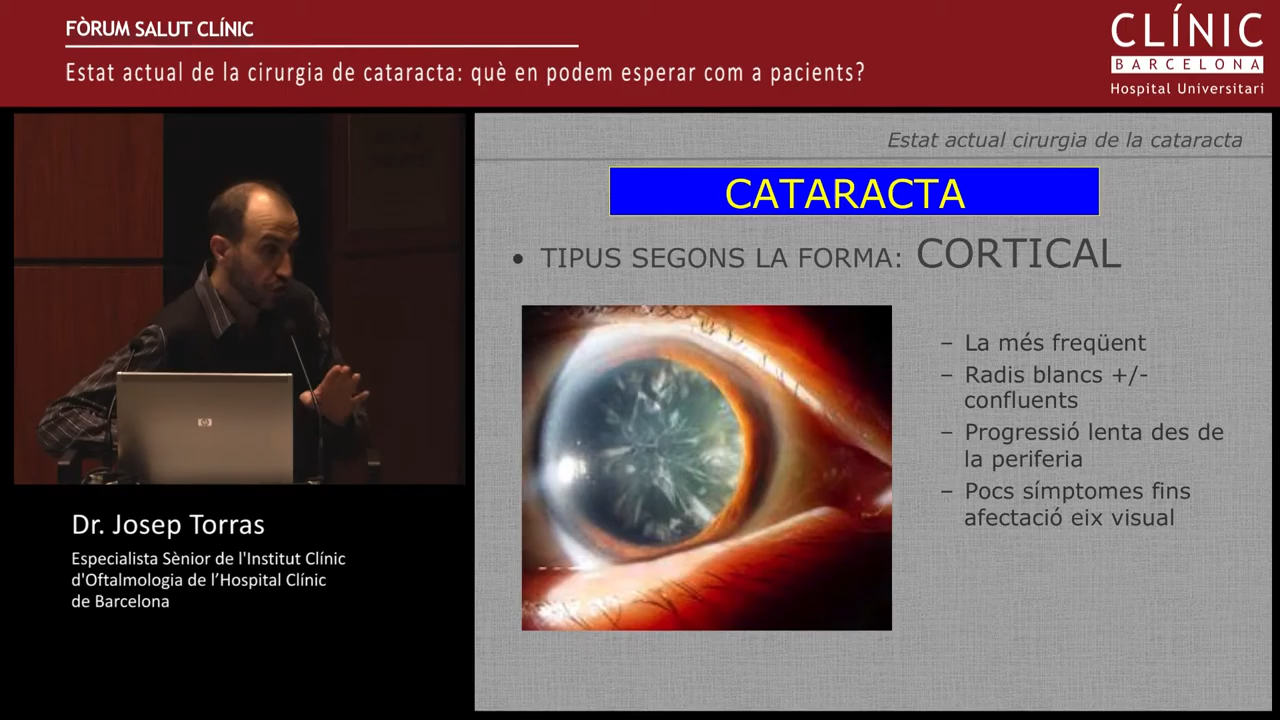 FÒRUM SALUT CLÍNIC
Estat actual de la cirurgia de cataracta: què en podem esperar com a pacients?
CLÍNIC
BARCELONA
Hospital Universitari
Estat actual cirurgia de la cataracta
CATARACTA
• TIPUS SEGONS LA FORMA: CORTICAL
– La més freqüent
– Radis blancs +/-
confluents
– Progressió lenta des de
la periferia
– Pocs símptomes fins
afectació eix visual
hp
Dr. Josep Torras
Especialista Sènior de l'Institut Clínic
d'Oftalmologia de l’Hospital Clínic
de Barcelona